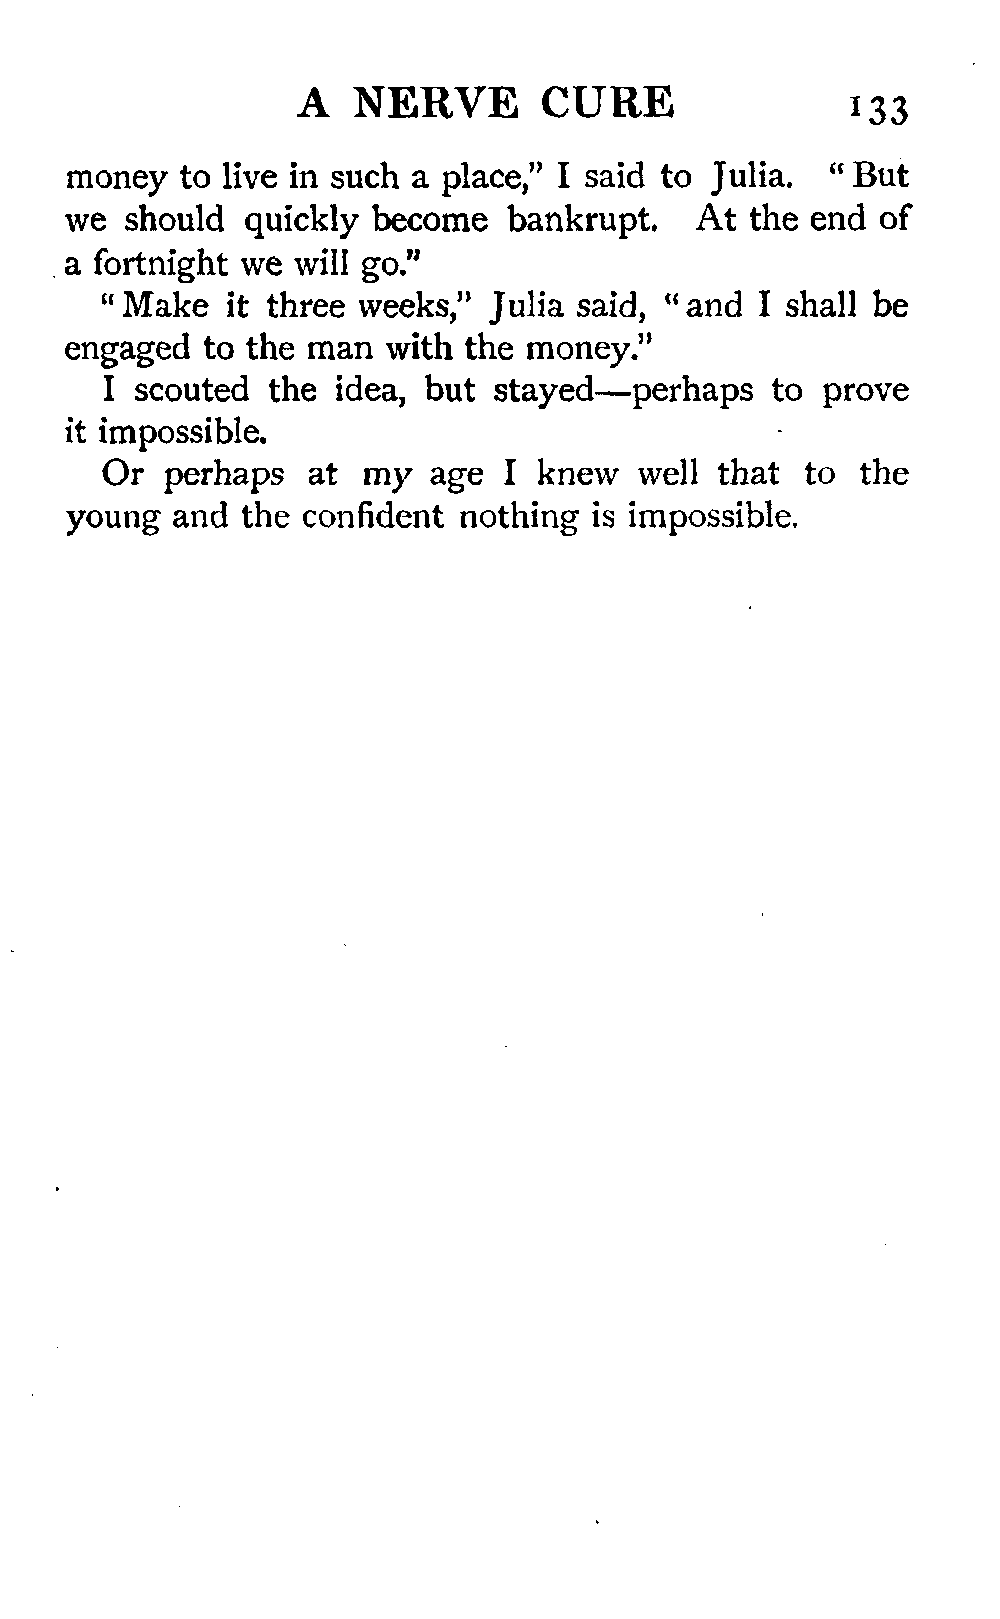 A NERVE CURE 133
money to live in such a place,” I said to Julia. “But
we should quickly become bankrupt. At the end of
a fortnight we will go.”
“Make it three weeks,” Julia said, “and I shall be
engaged to the man with the money.”
I scouted the idea, but stayed—perhaps to prove
it impossible.
Or perhaps at my age I knew well that to the
young and the confident nothing is impossible.